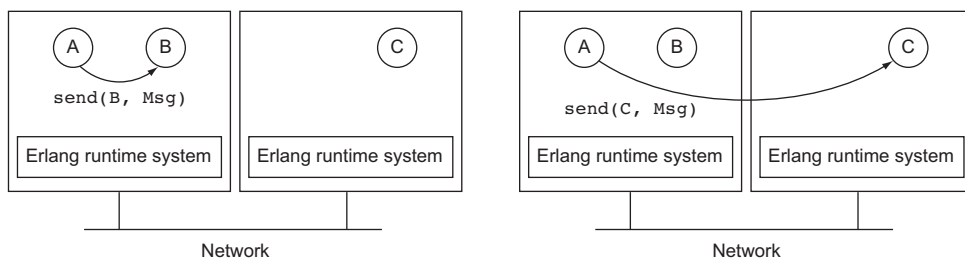 A B C
send(B, Msg)
Erlang runtime system Erlang runtime system
Network
A B C
send(C, Msg)
Erlang runtime system Erlang runtime system
Network